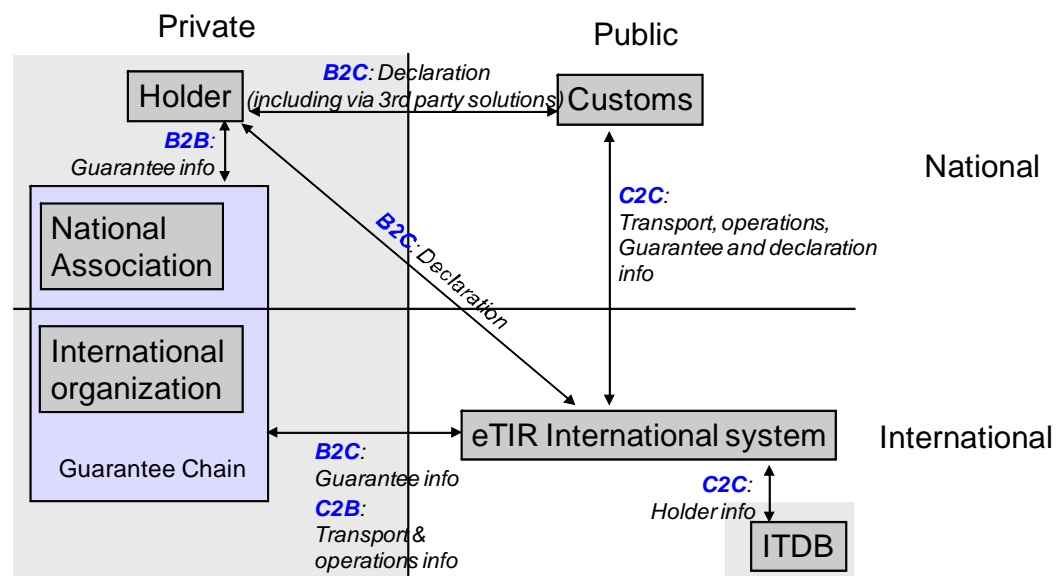 Private
Public
B2C: Declaration
(including via 3rd party solutions)
Holder
Customs
B2B:
Guarantee info
National
C2C:
Transport, operations,
Guarantee and declaration
info
National
Association
B2C: Declaration
International
organization
Guarantee Chain
eTIR International system
International
B2C:
Guarantee info
C2B:
Transport &
operations info
C2C:
Holder info
ITDB